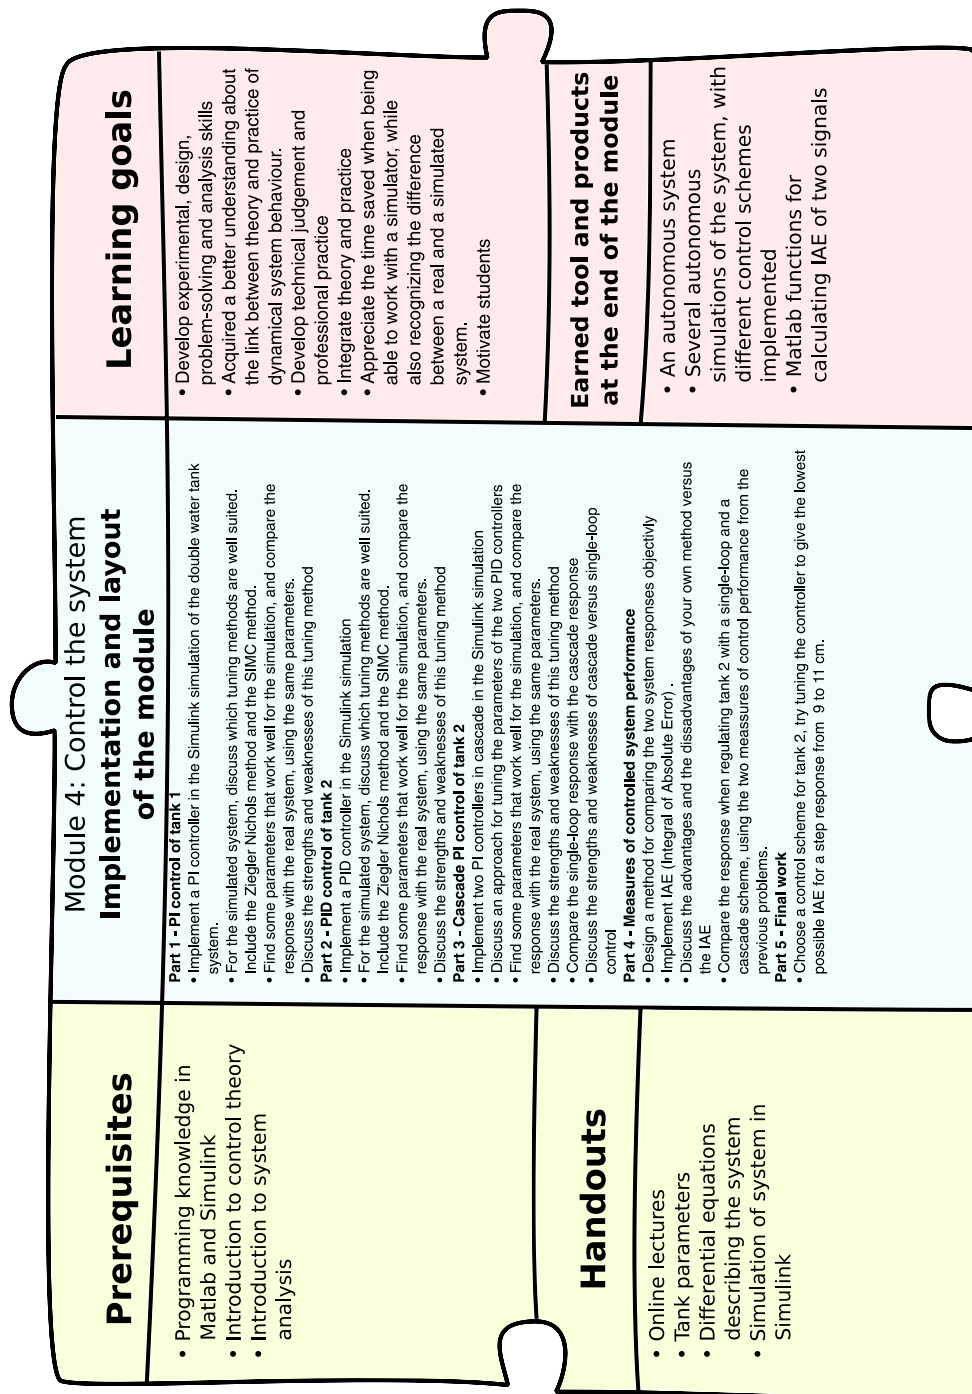 Prerequisites
• Programming knowledge in
Matlab and Simulink
• Introduction to control theory
• Introduction to system
analysis
Handouts
• Online lectures
• Tank parameters
• Differential equations
describing the system
• Simulation of system in
Simulink
Module 4: Control the system
Implementation and layout
of the module
Part 1 - PI control of tank 1
• Implement a PI controller in the Simulink simulation of the double water tank
system.
• For the simulated system, discuss which tuning methods are well suited.
Include the Ziegler Nichols method and the SIMC method.
• Find some parameters that work well for the simulation, and compare the
response with the real system, using the same parameters.
• Discuss the strengths and weaknesses of this tuning method
Part 2 - PID control of tank 2
• Implement a PID controller in the Simulink simulation
• For the simulated system, discuss which tuning methods are well suited.
Include the Ziegler Nichols method and the SIMC method.
• Find some parameters that work well for the simulation, and compare the
response with the real system, using the same parameters.
• Discuss the strengths and weaknesses of this tuning method
Part 3 - Cascade PI control of tank 2
• Implement two PI controllers in cascade in the Simulink simulation
• Discuss an approach for tuning the parameters of the two PID controllers
• Find some parameters that work well for the simulation, and compare the
response with the real system, using the same parameters.
• Discuss the strengths and weaknesses of this tuning method
• Compare the single-loop response with the cascade response
• Discuss the strengths and weaknesses of cascade versus single-loop
control
Part 4 - Measures of controlled system performance
• Design a method for comparing the two system responses objectivly
• Implement IAE (Integral of Absolute Error) .
• Discuss the advantages and the disadvantages of your own method versus
the IAE
• Compare the response when regulating tank 2 with a single-loop and a
cascade scheme, using the two measures of control performance from the
previous problems.
Part 5 - Final work
• Choose a control scheme for tank 2, try tuning the controller to give the lowest
possible IAE for a step response from 9 to 11 cm.
Learning goals
• Develop experimental, design,
problem-solving and analysis skills
• Acquired a better understanding about
the link between theory and practice of
dynamical system behaviour.
• Develop technical judgement and
professional practice
• Integrate theory and practice
• Appreciate the time saved when being
able to work with a simulator, while
also recognizing the difference
between a real and a simulated
system.
• Motivate students
Earned tool and products
at the end of the module
• An autonomous system
• Several autonomous
simulations of the system, with
different control schemes
implemented
• Matlab functions for
calculating IAE of two signals